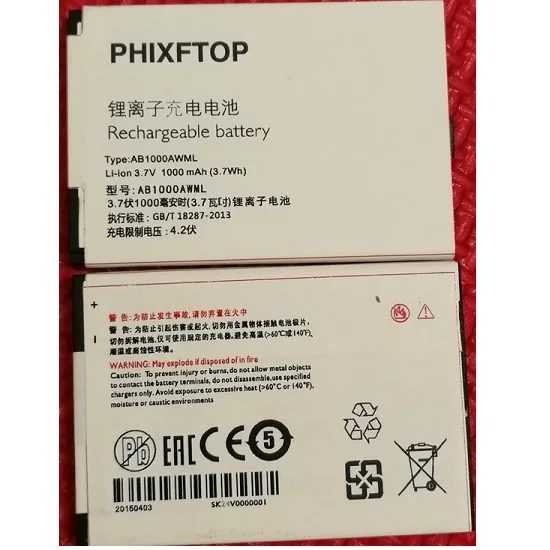 PHIXFTOP
锂离子充电电池
Rechargeable battery
Type:AB1000AWML
Li-ion 3.7V 1000 mAh (3.7Wh)
型号: AB1000AWML
3.7伏1000毫安时(3.7瓦时)锂离子电池
执行标准: GB/T 18287-2013
充电限制电压: 4.2伏
+
−
警告:为防止发生事故,请勿弃置在火中
警告:为防止引起伤害或起火,切勿用金属物体接触电池极片,
切勿拆解电池,仅可使用规定的充电器.避免高温(>60℃或140℉).
潮湿或腐蚀性环境.
WARNING: May explode if disposed of in fire
Caution: To prevent injury or burns,do not allow metal objects
to contact the battery terminals, do not disassemble,use specified
chargers only. Avoid exposure to excessive heat (>60°C or 140°F).
moisture or caustic environments
Pb EAC CE 5
20150403 SK24V0000001